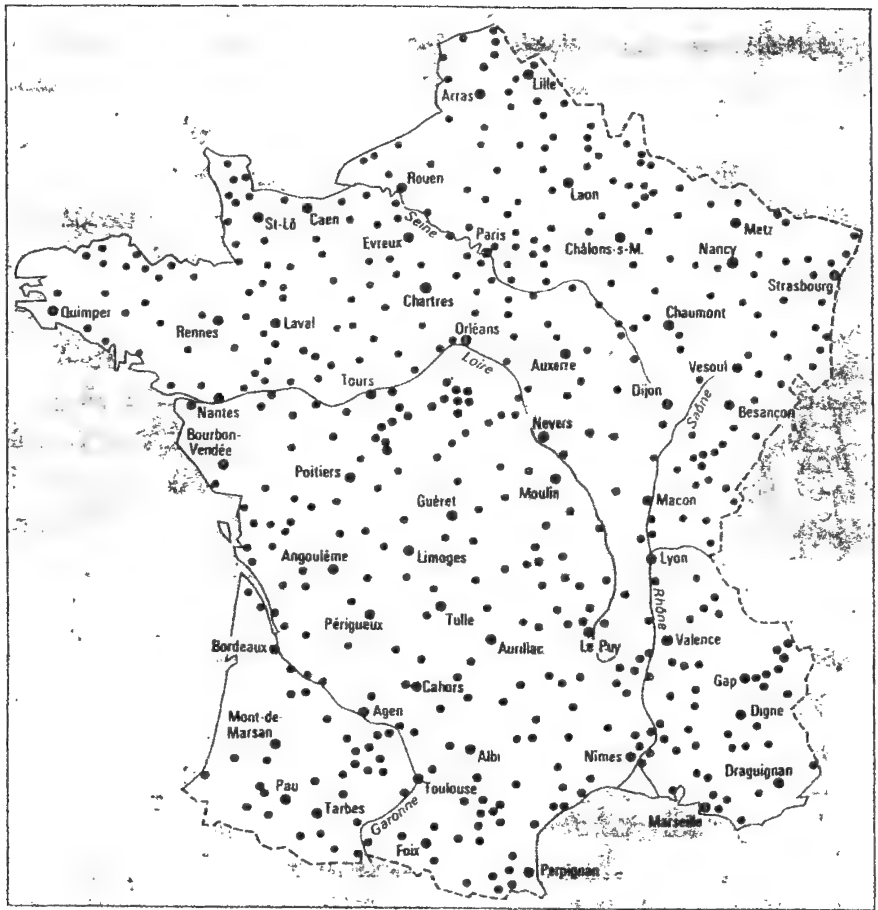 Lille
Arras
Rouen
Laon
St-Lô
Caen
Seine
Evreux
Paris
Châlons-s-M.
Metz
Nancy
Strasbourg
Quimper
Rennes
Laval
Chartres
Chaumont
Orléans
Loire
Auxerre
Vesoul
Tours
Dijon
Saône
Besançon
Nantes
Bourbon-
Vendée
Nevers
Poitiers
Moulin
Guéret
Macon
Angoulême
Limoges
Lyon
Rhône
Périgueux
Tulle
Aurillac
Le Puy
Valence
Bordeaux
Cahors
Gap
Agen
Digne
Mont-de-
Marsan
Albi
Nîmes
Pau
Toulouse
Draguignan
Tarbes
Garonne
Marseille
Foix
Perpignan